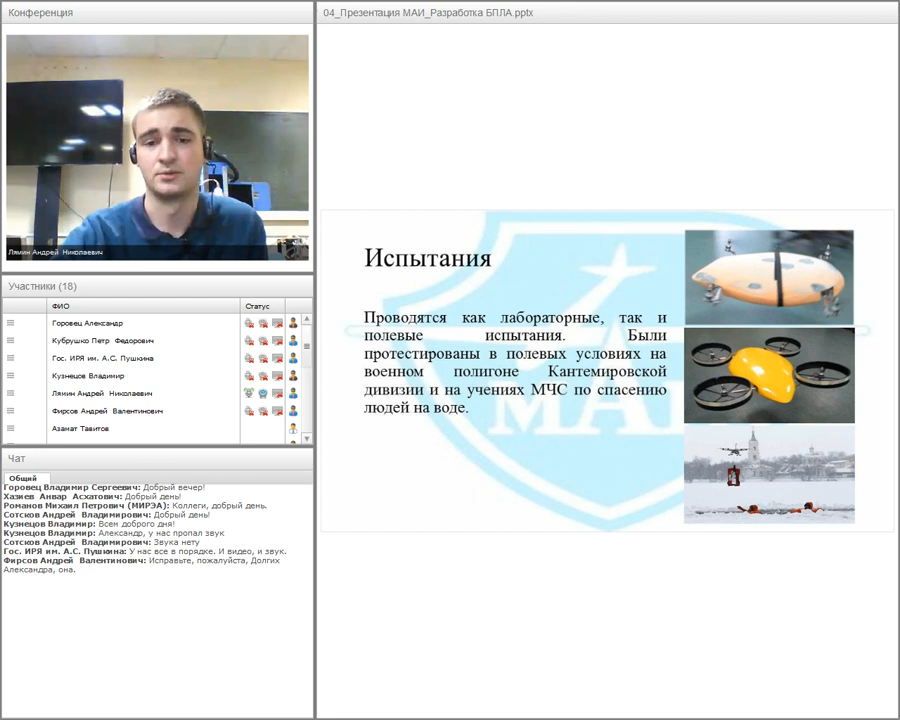 Конференция
Лямин Андрей Николаевич
Участники (18)
ФИО
Статус
Горовец Александр
Кубрушко Петр Федорович
Гос. ИРЯ им. А.С. Пушкина
Кузнецов Владимир
Лямин Андрей Николаевич
Фирсов Андрей Валентинович
Азамат Тавитов
Чат
Общий
Горовец Владимир Сергеевич: Добрый вечер!
Хазиев Анвар Асхатович: Добрый день!
Романов Михаил Петрович (МИРЭА): Коллеги, добрый день.
Сотсков Андрей Владимирович: Добрый день!
Кузнецов Владимир: Всем доброго дня!
Кузнецов Владимир: Александр, у нас пропал звук
Сотсков Андрей Владимирович: Звука нету
Гос. ИРЯ им. А.С. Пушкина: У нас все в порядке. И видео, и звук.
Фирсов Андрей Валентинович: Исправьте, пожалуйста, Долгих
Александра, она.
04_Презентация МАИ_Разработка БПЛА.pptx
Испытания
Проводятся как лабораторные, так и
полевые испытания. Были
протестированы в полевых условиях на
военном полигоне Кантемировской
дивизии и на учениях МЧС по спасению
людей на воде.
МАИ